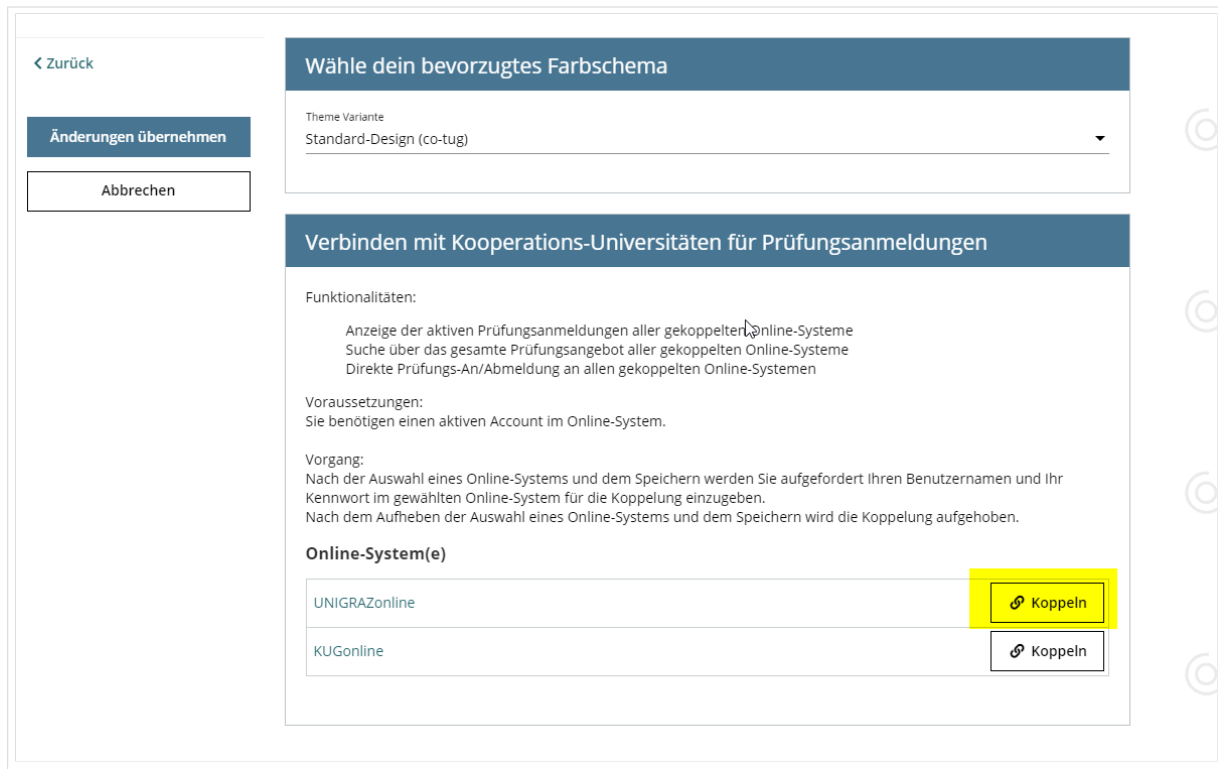 Zurück
Änderungen übernehmen
Abbrechen
Wähle dein bevorzugtes Farbschema
Theme Variante
Standard-Design (co-tug)
Verbinden mit Kooperations-Universitäten für Prüfungsanmeldungen
Funktionalitäten:
Anzeige der aktiven Prüfungsanmeldungen aller gekoppelten Online-Systeme
Suche über das gesamte Prüfungsangebot aller gekoppelten Online-Systeme
Direkte Prüfungs-An/Abmeldung an allen gekoppelten Online-Systemen
Voraussetzungen:
Sie benötigen einen aktiven Account im Online-System.
Vorgang:
Nach der Auswahl eines Online-Systems und dem Speichern werden Sie aufgefordert Ihren Benutzernamen und Ihr
Kennwort im gewählten Online-System für die Koppelung einzugeben.
Nach dem Aufheben der Auswahl eines Online-Systems und dem Speichern wird die Koppelung aufgehoben.
Online-System(e)
UNIGRAZonline Koppeln
KUGonline Koppeln